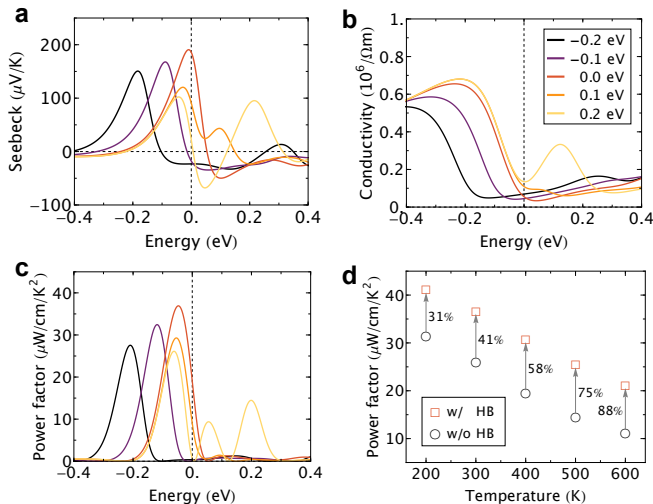 a
Seebeck (μV/K)
200
100
0
−100
−0.4
−0.2
0
0.2
0.4
Energy (eV)
b
Conductivity (10⁶/Ωm)
1
0.8
0.6
0.4
0.2
0
−0.4
−0.2
0
0.2
0.4
Energy (eV)
−0.2 eV
−0.1 eV
0.0 eV
0.1 eV
0.2 eV
c
Power factor (μW/cm/K²)
50
40
30
20
10
0
−0.4
−0.2
0
0.2
0.4
Energy (eV)
d
Power factor (μW/cm/K²)
40
30
20
10
31%
41%
58%
75%
88%
w/ HB
w/o HB
200
300
400
500
600
Temperature (K)